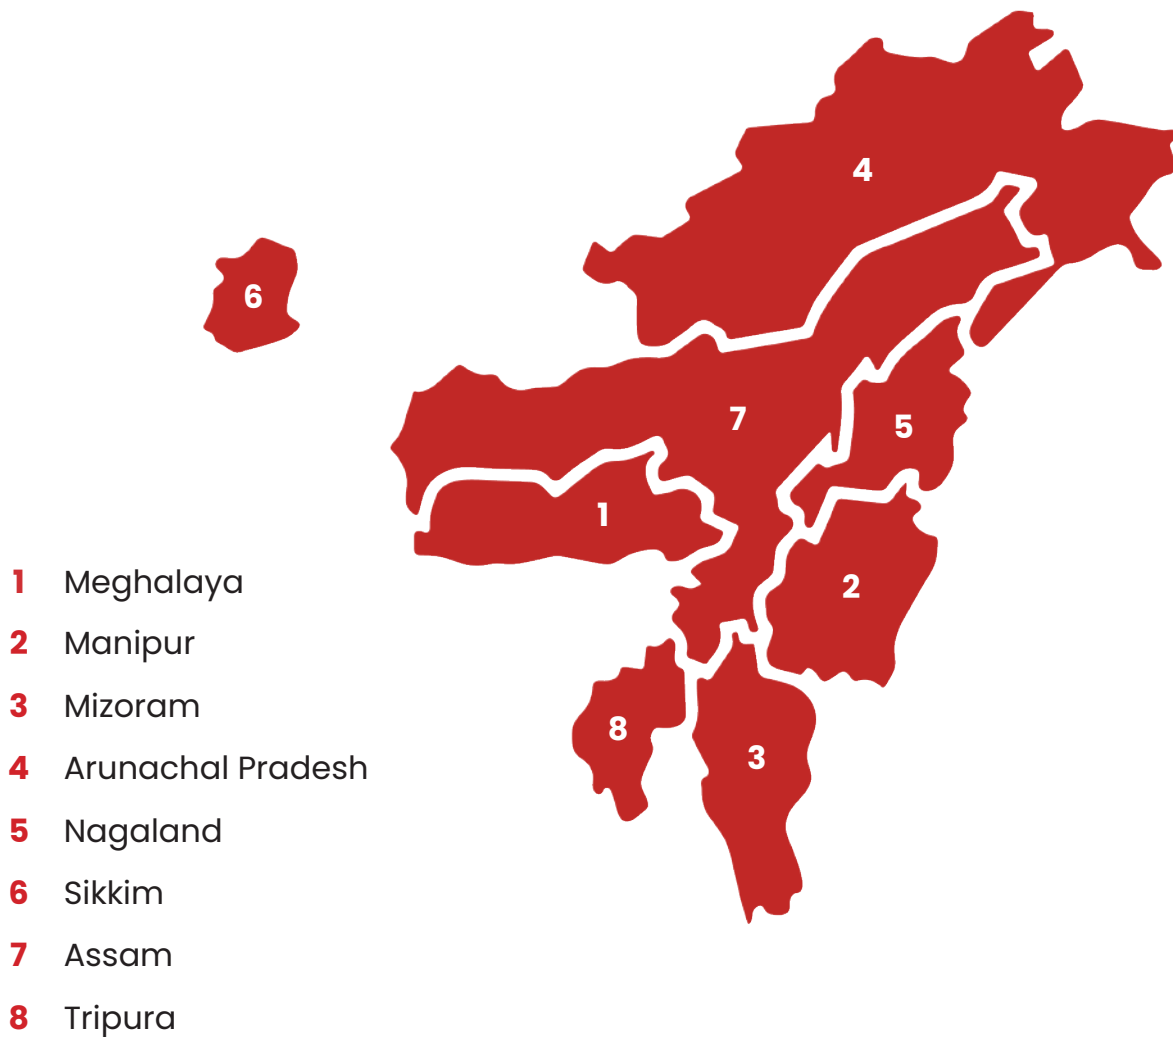 4
6
7
5
1
2
8
3
1 Meghalaya
2 Manipur
3 Mizoram
4 Arunachal Pradesh
5 Nagaland
6 Sikkim
7 Assam
8 Tripura